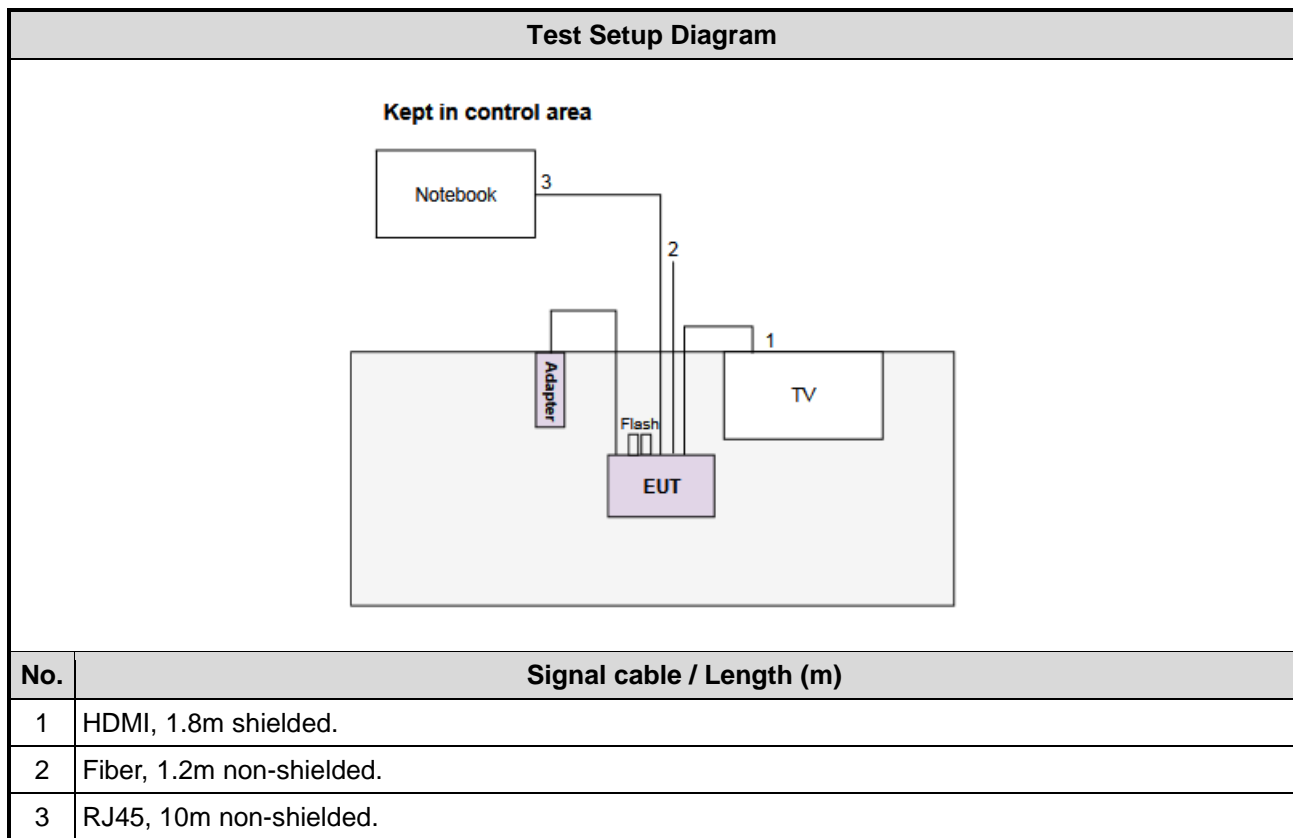 Test Setup Diagram
Kept in control area
Notebook
3
2
1
Adapter
TV
Flash
EUT
No. Signal cable / Length (m)
1 HDMI, 1.8m shielded.
2 Fiber, 1.2m non-shielded.
3 RJ45, 10m non-shielded.